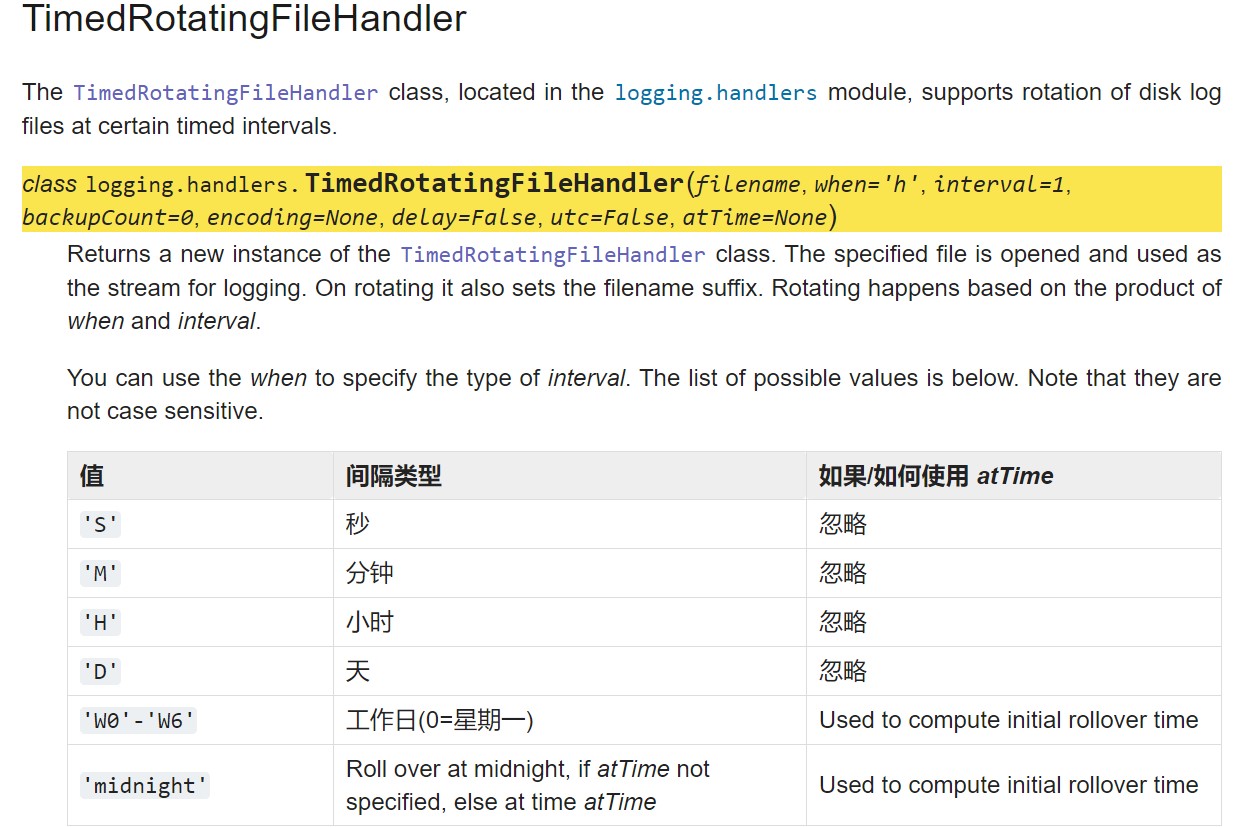 TimedRotatingFileHandler
The TimedRotatingFileHandler class, located in the logging.handlers module, supports rotation of disk log
files at certain timed intervals.
class logging.handlers.TimedRotatingFileHandler(filename, when='h', interval=1,
backupCount=0, encoding=None, delay=False, utc=False, atTime=None)
Returns a new instance of the TimedRotatingFileHandler class. The specified file is opened and used as
the stream for logging. On rotating it also sets the filename suffix. Rotating happens based on the product of
when and interval.
You can use the when to specify the type of interval. The list of possible values is below. Note that they are
not case sensitive.
值 间隔类型 如果/如何使用 atTime
'S' 秒 忽略
'M' 分钟 忽略
'H' 小时 忽略
'D' 天 忽略
'W0'-'W6' 工作日(0=星期一) Used to compute initial rollover time
'midnight' Roll over at midnight, if atTime not
specified, else at time atTime Used to compute initial rollover time